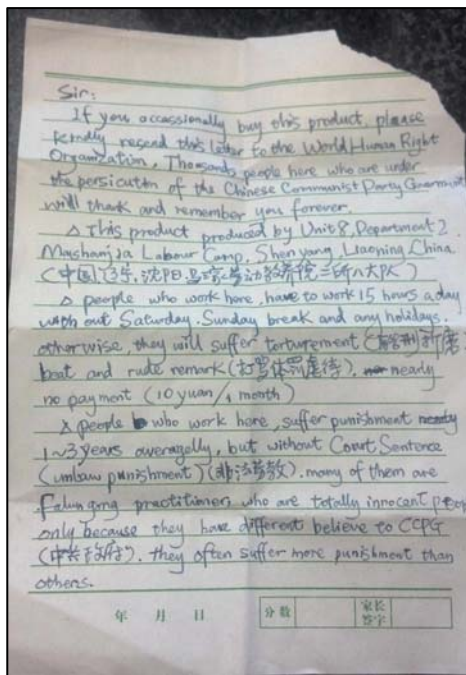 Sir:
If you occassionally buy this product, please
kindly resend this letter to the World Human Right
Organization. Thousands people here who are under
the persicution of the Chinese Communist Party Government
will thank and remember you forever.
△ This product produced by Unit 8, Department 2
Mashanjia Labour Camp, Shenyang, Liaoning, China
(中国,辽宁,沈阳,马三家劳动教养院二所八大队)
△ people who work here, have to work 15 hours a day
with out Saturday, Sunday break and any holidays.
otherwise, they will suffer torturement
beat and rude remark (打骂体罚虐待). nearly
no payment (10 yuan/1 month)
△ people who work here, suffer punishment
1~3 years averagelly, but without Court Sentence
(unlaw punishment) (非法劳教). many of them are
Falungong practitioner, who are totally innocent people
only because they have different believe to CCPG
(中共政府). they often suffer more punishment than
others.
年 月 日 分数 家长签字